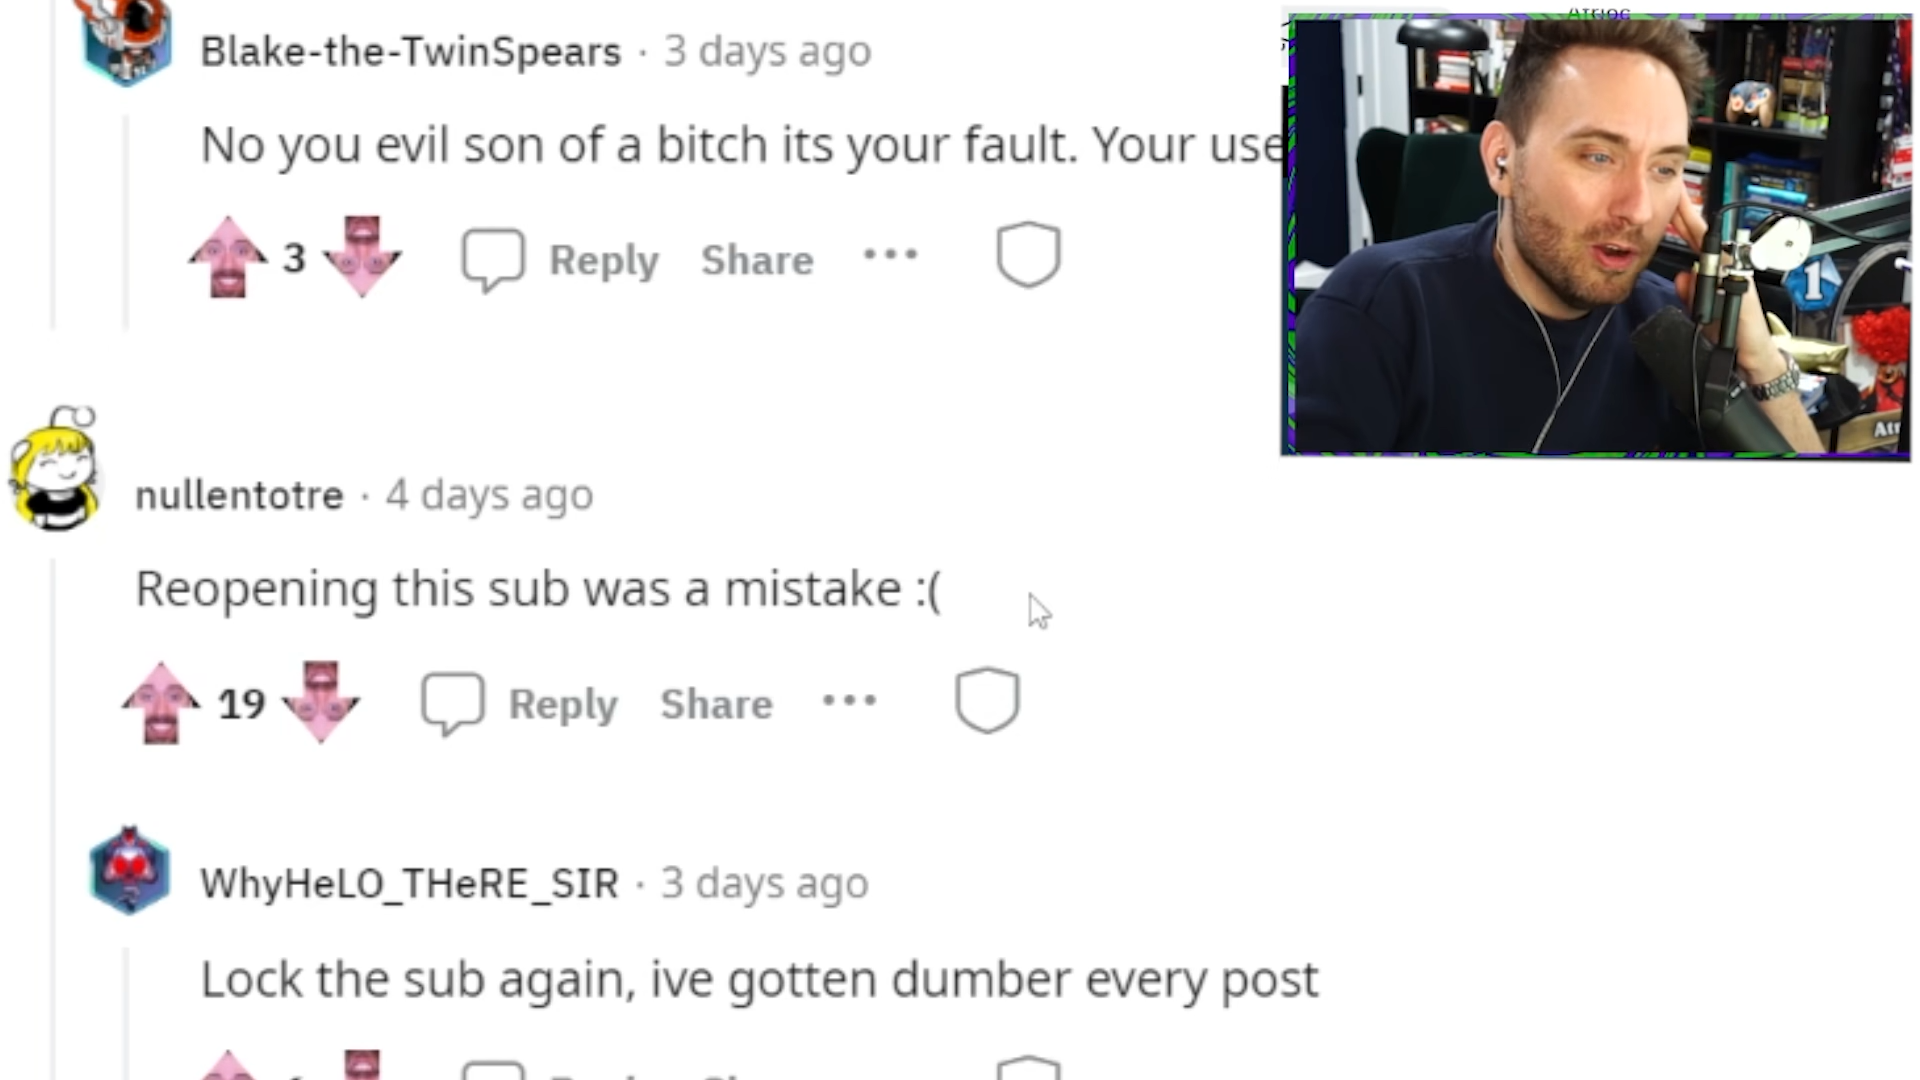 Blake-the-TwinSpears · 3 days ago
No you evil son of a bitch its your fault. Your use
3
Reply
Share
nullentotre · 4 days ago
Reopening this sub was a mistake :(
19
Reply
Share
WhyHeLO_THeRE_SIR · 3 days ago
Lock the sub again, ive gotten dumber every post
1